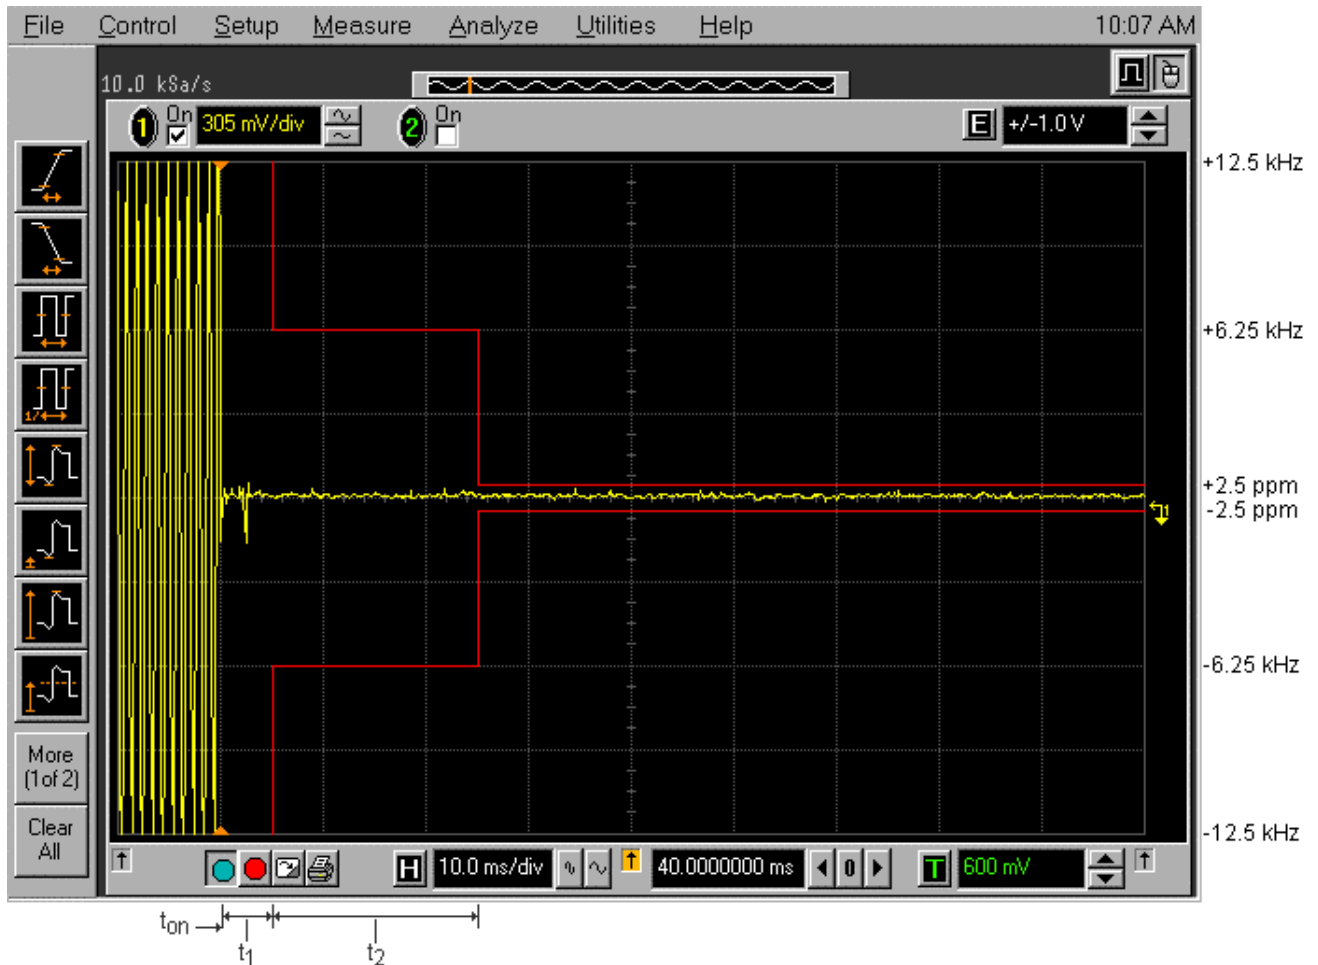 File Control Setup Measure Analyze Utilities Help 10:07 AM
10.0 kSa/s
1 On 305 mV/div 2 On E +/-1.0 V
+12.5 kHz
+6.25 kHz
1/
+2.5 ppm
-2.5 ppm
1
-6.25 kHz
More
(1of 2)
Clear
All
-12.5 kHz
H 10.0 ms/div 40.0000000 ms 0 T 600 mV
ton
t1 t2